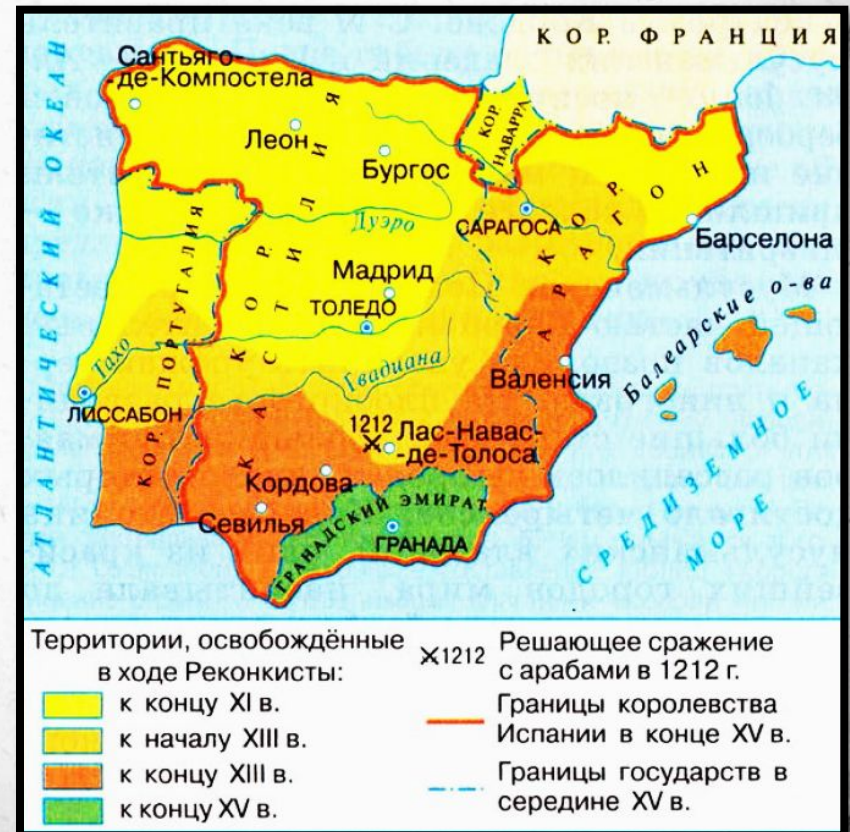 КОР. ФРАНЦИЯ
АТЛАНТИЧЕСКИЙ ОКЕАН
Сантьяго-
-де-Компостела
Леон
Бургос
КОР. НАВАРРА
КОР. АРАГОН
САРАГОСА
Барселона
Дуэро
КОР. КАСТИЛИЯ
Мадрид
ТОЛЕДО
КОР. ПОРТУГАЛИЯ
Тахо
ЛИССАБОН
Гвадиана
Валенсия
Балеарские о-ва
1212
Лас-Навас-
-де-Толоса
Кордова
Севилья
ГРАНАДСКИЙ ЭМИРАТ
ГРАНАДА
СРЕДИЗЕМНОЕ
МОРЕ
Территории, освобождённые
в ходе Реконкисты:
к концу XI в.
к началу XIII в.
к концу XIII в.
к концу XV в.
1212 Решающее сражение
с арабами в 1212 г.
Границы королевства
Испании в конце XV в.
Границы государств в
середине XV в.